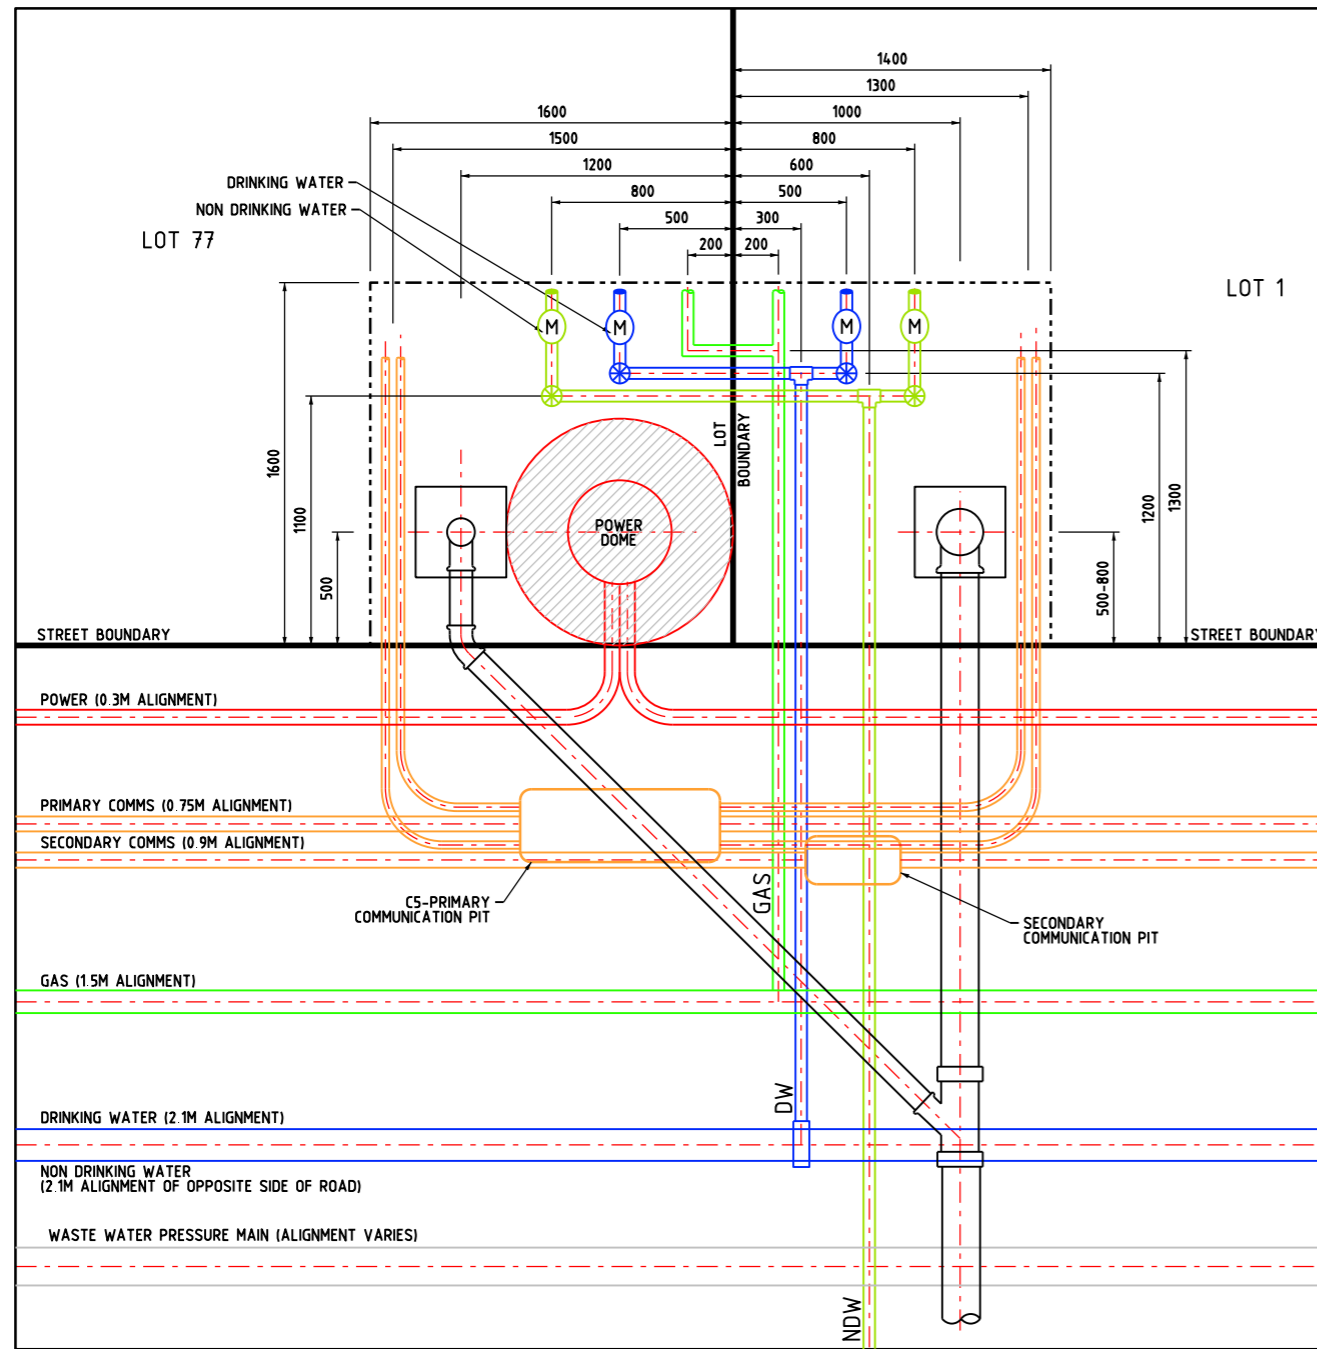 1400
1300
1600
1000
1500
800
1200
600
DRINKING WATER
800
500
NON DRINKING WATER
500
300
LOT 77
200
200
LOT 1
M
M
M
M
LOT
BOUNDARY
1600
1100
500
POWER
DOME
1200
1300
500-800
STREET BOUNDARY
STREET BOUNDARY
POWER (0.3M ALIGNMENT)
PRIMARY COMMS (0.75M ALIGNMENT)
SECONDARY COMMS (0.9M ALIGNMENT)
C5-PRIMARY
COMMUNICATION PIT
GAS
SECONDARY
COMMUNICATION PIT
GAS (1.5M ALIGNMENT)
DW
DRINKING WATER (2.1M ALIGNMENT)
NON DRINKING WATER
(2.1M ALIGNMENT OF OPPOSITE SIDE OF ROAD)
WASTE WATER PRESSURE MAIN (ALIGNMENT VARIES)
NDW